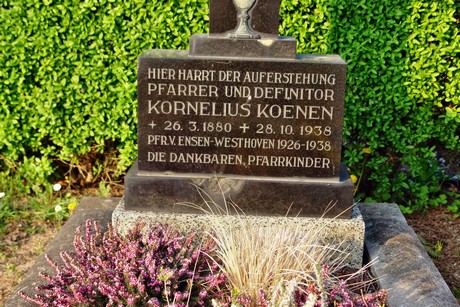 HIER HARRT DER AUFERSTEHUNG
PFARRER UND DEFINITOR
KORNELIUS KOENEN
+ 26.3.1880 + 28.10.1938
PFR.V. ENSEN-WESTHOVEN 1926-1938
DIE DANKBAREN, PFARRKINDER